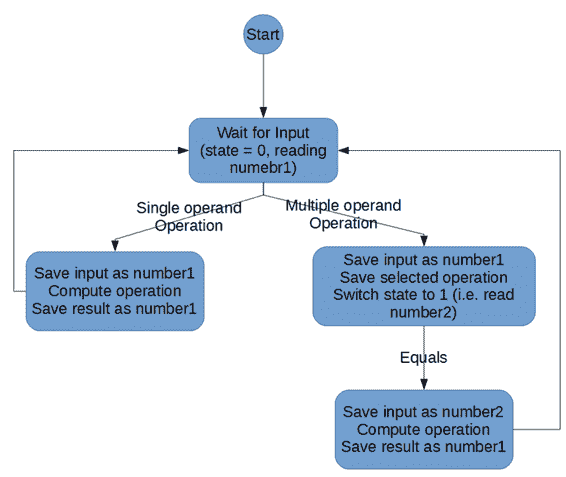 Start
Wait for Input
(state = 0, reading
numebr1)
Single operand
Operation
Multiple operand
Operation
Save input as number1
Compute operation
Save result as number1
Save input as number1
Save selected operation
Switch state to 1 (i.e. read
number2)
Equals
Save input as number2
Compute operation
Save result as number1